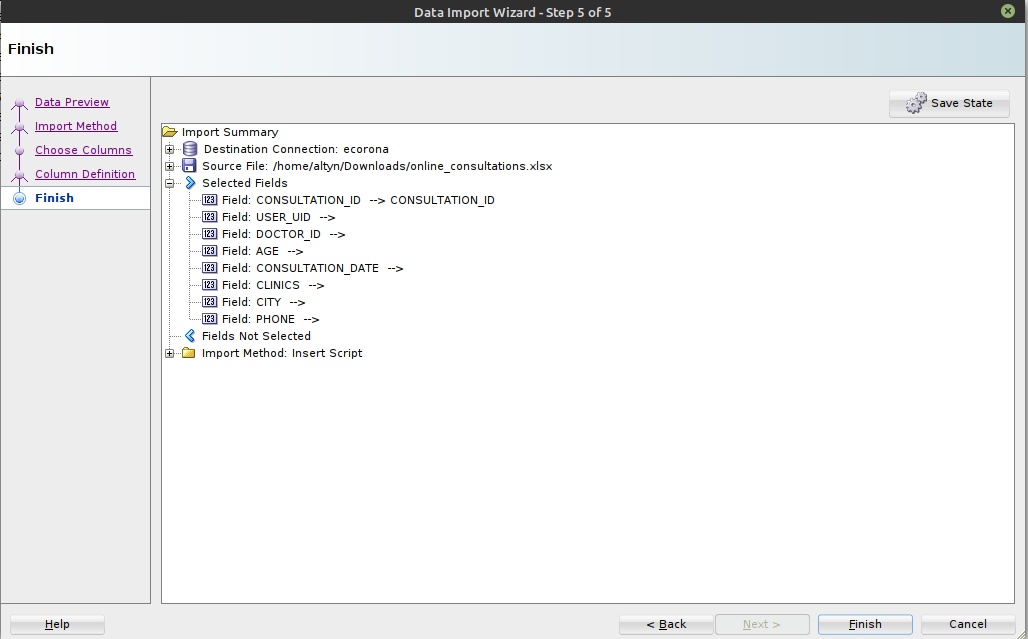 Data Import Wizard - Step 5 of 5
Finish
Data Preview
Import Method
Choose Columns
Column Definition
Finish
Save State
Import Summary
Destination Connection: ecorona
Source File: /home/altyn/Downloads/online_consultations.xlsx
Selected Fields
123 Field: CONSULTATION_ID --> CONSULTATION_ID
123 Field: USER_UID -->
123 Field: DOCTOR_ID -->
123 Field: AGE -->
123 Field: CONSULTATION_DATE -->
123 Field: CLINICS -->
123 Field: CITY -->
123 Field: PHONE -->
Fields Not Selected
Import Method: Insert Script
Help
< Back
Next >
Finish
Cancel